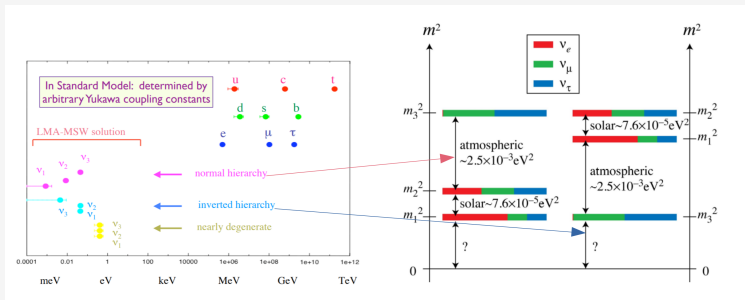 In Standard Model: determined by
arbitrary Yukawa coupling constants
u c t
d s b
e μ τ
LMA-MSW solution
ν₁ ν₂ ν₃
normal hierarchy
ν₃ ν₂
ν₁
inverted hierarchy
ν₃
ν₂
ν₁
nearly degenerate
0.0001 0.01 1 100 10000 1e+06 1e+08 1e+10 1e+12
meV eV keV MeV GeV TeV
m² m²
νₑ
ν_μ
ν_τ
m₃² m₂²
solar~7.6×10⁻⁵eV²
m₁²
atmospheric
~2.5×10⁻³eV²
atmospheric
~2.5×10⁻³eV²
m₂²
solar~7.6×10⁻⁵eV²
m₁² m₃²
? ?
0 0